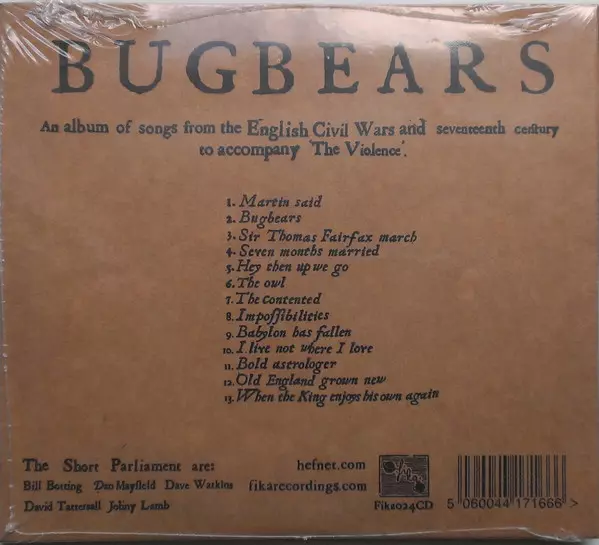 BUGBEARS
An album of songs from the English Civil Wars and seventeenth century
to accompany 'The Violence'.
1. Martin said
2. Bugbears
3. Sir Thomas Fairfax march
4. Seven months married
5. Hey then up we go
6. The owl
7. The contented
8. Impoſſibilities
9. Babylon has fallen
10. I live not where I love
11. Bold astrologer
12. Old England grown new
13. When the King enjoys his own again
The Short Parliament are:
Bill Botting Dan Mayfield Dave Watkins
David Tattersall Johny Lamb
hefnet.com
fikarecordings.com
fika
Fika024CD
5 060044 171666 >